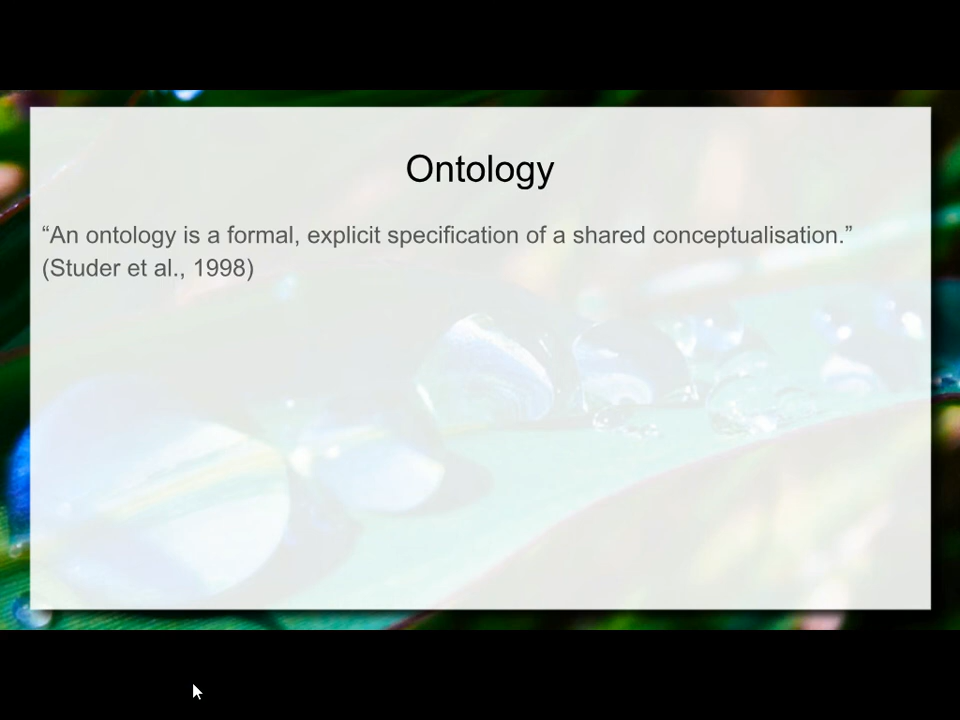 Ontology
“An ontology is a formal, explicit specification of a shared conceptualisation.”
(Studer et al., 1998)